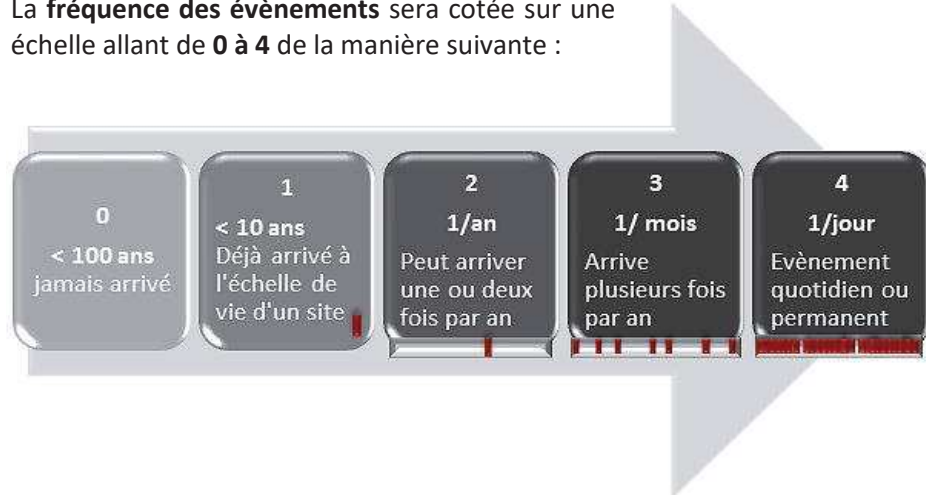 La fréquence des évènements sera cotée sur une
échelle allant de 0 à 4 de la manière suivante :
0
< 100 ans
jamais arrivé
1
< 10 ans
Déjà arrivé à
l'échelle de
vie d'un site
2
1/an
Peut arriver
une ou deux
fois par an
3
1/ mois
Arrive
plusieurs fois
par an
4
1/jour
Evènement
quotidien ou
permanent